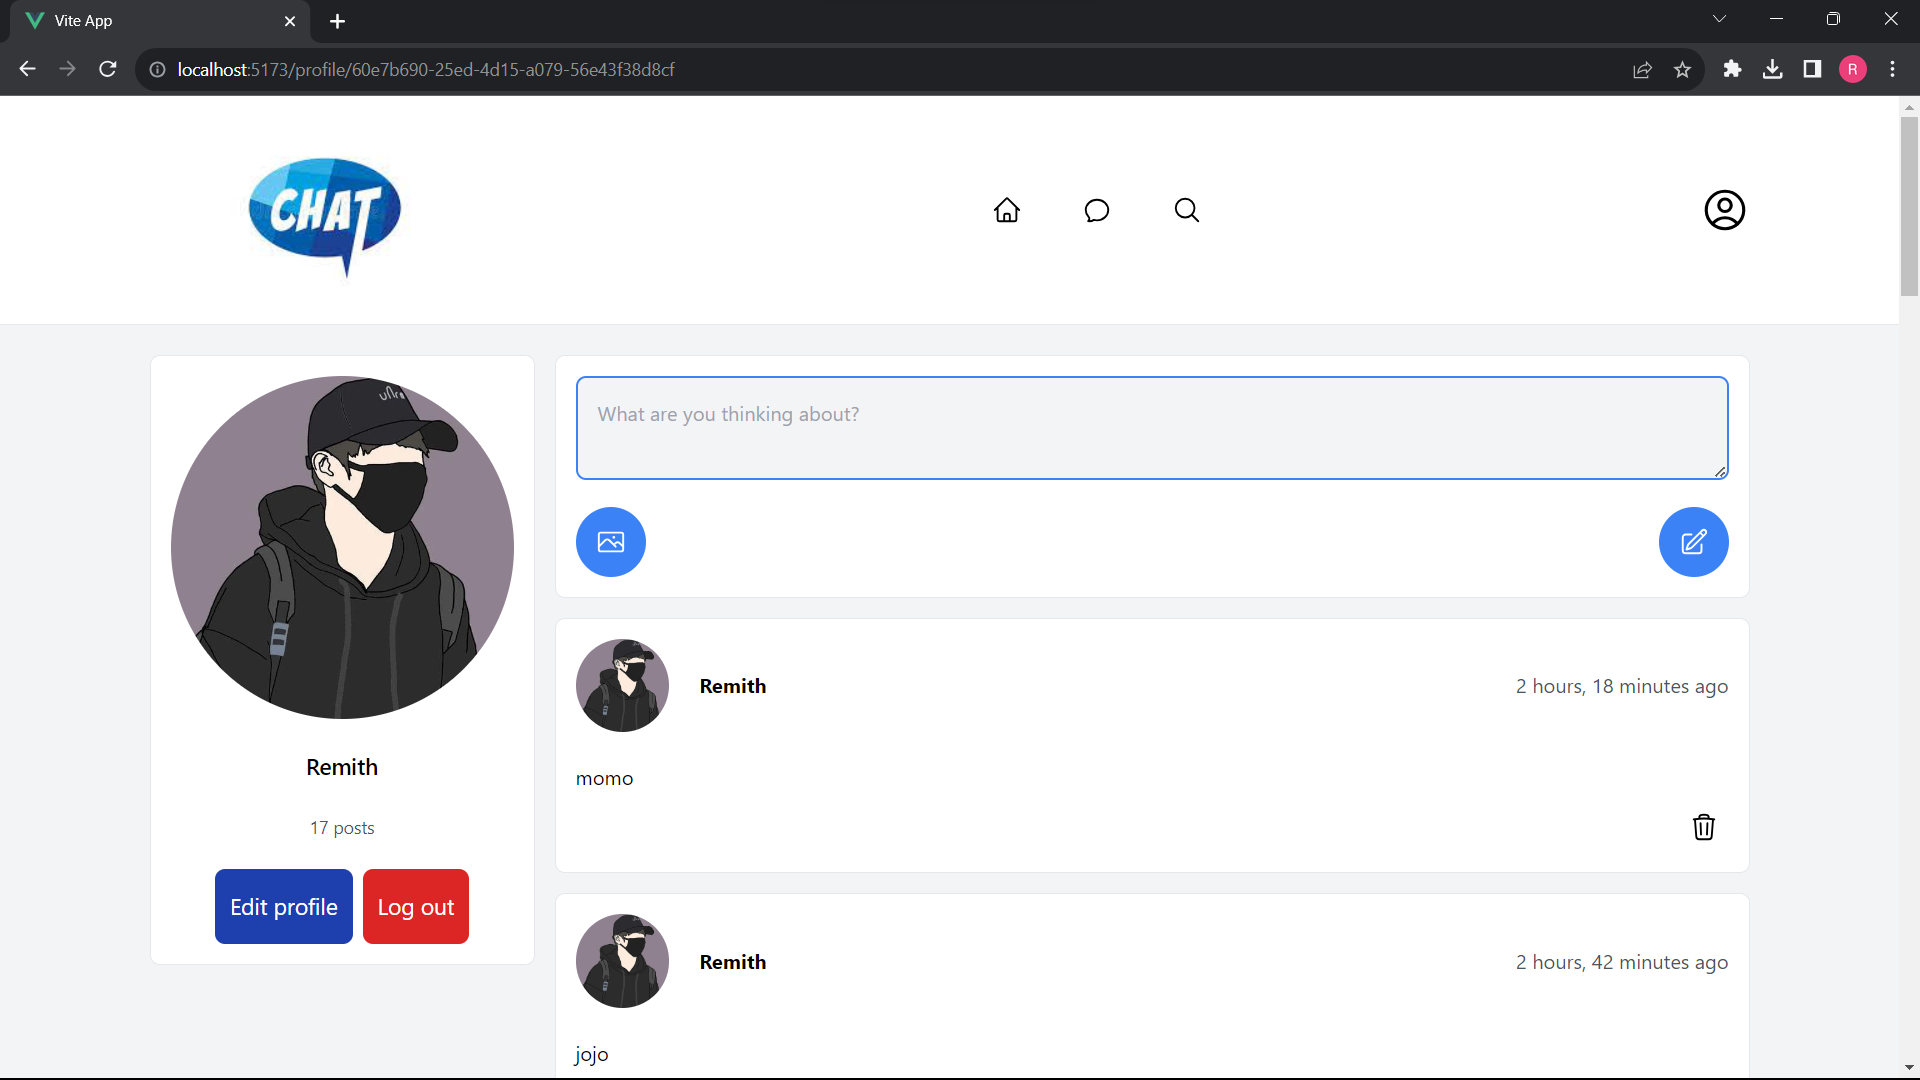 Vite App
localhost:5173/profile/60e7b690-25ed-4d15-a079-56e43f38d8cf
R
CHAT
What are you thinking about?
Remith
17 posts
Edit profile
Log out
Remith
2 hours, 18 minutes ago
momo
Remith
2 hours, 42 minutes ago
jojo